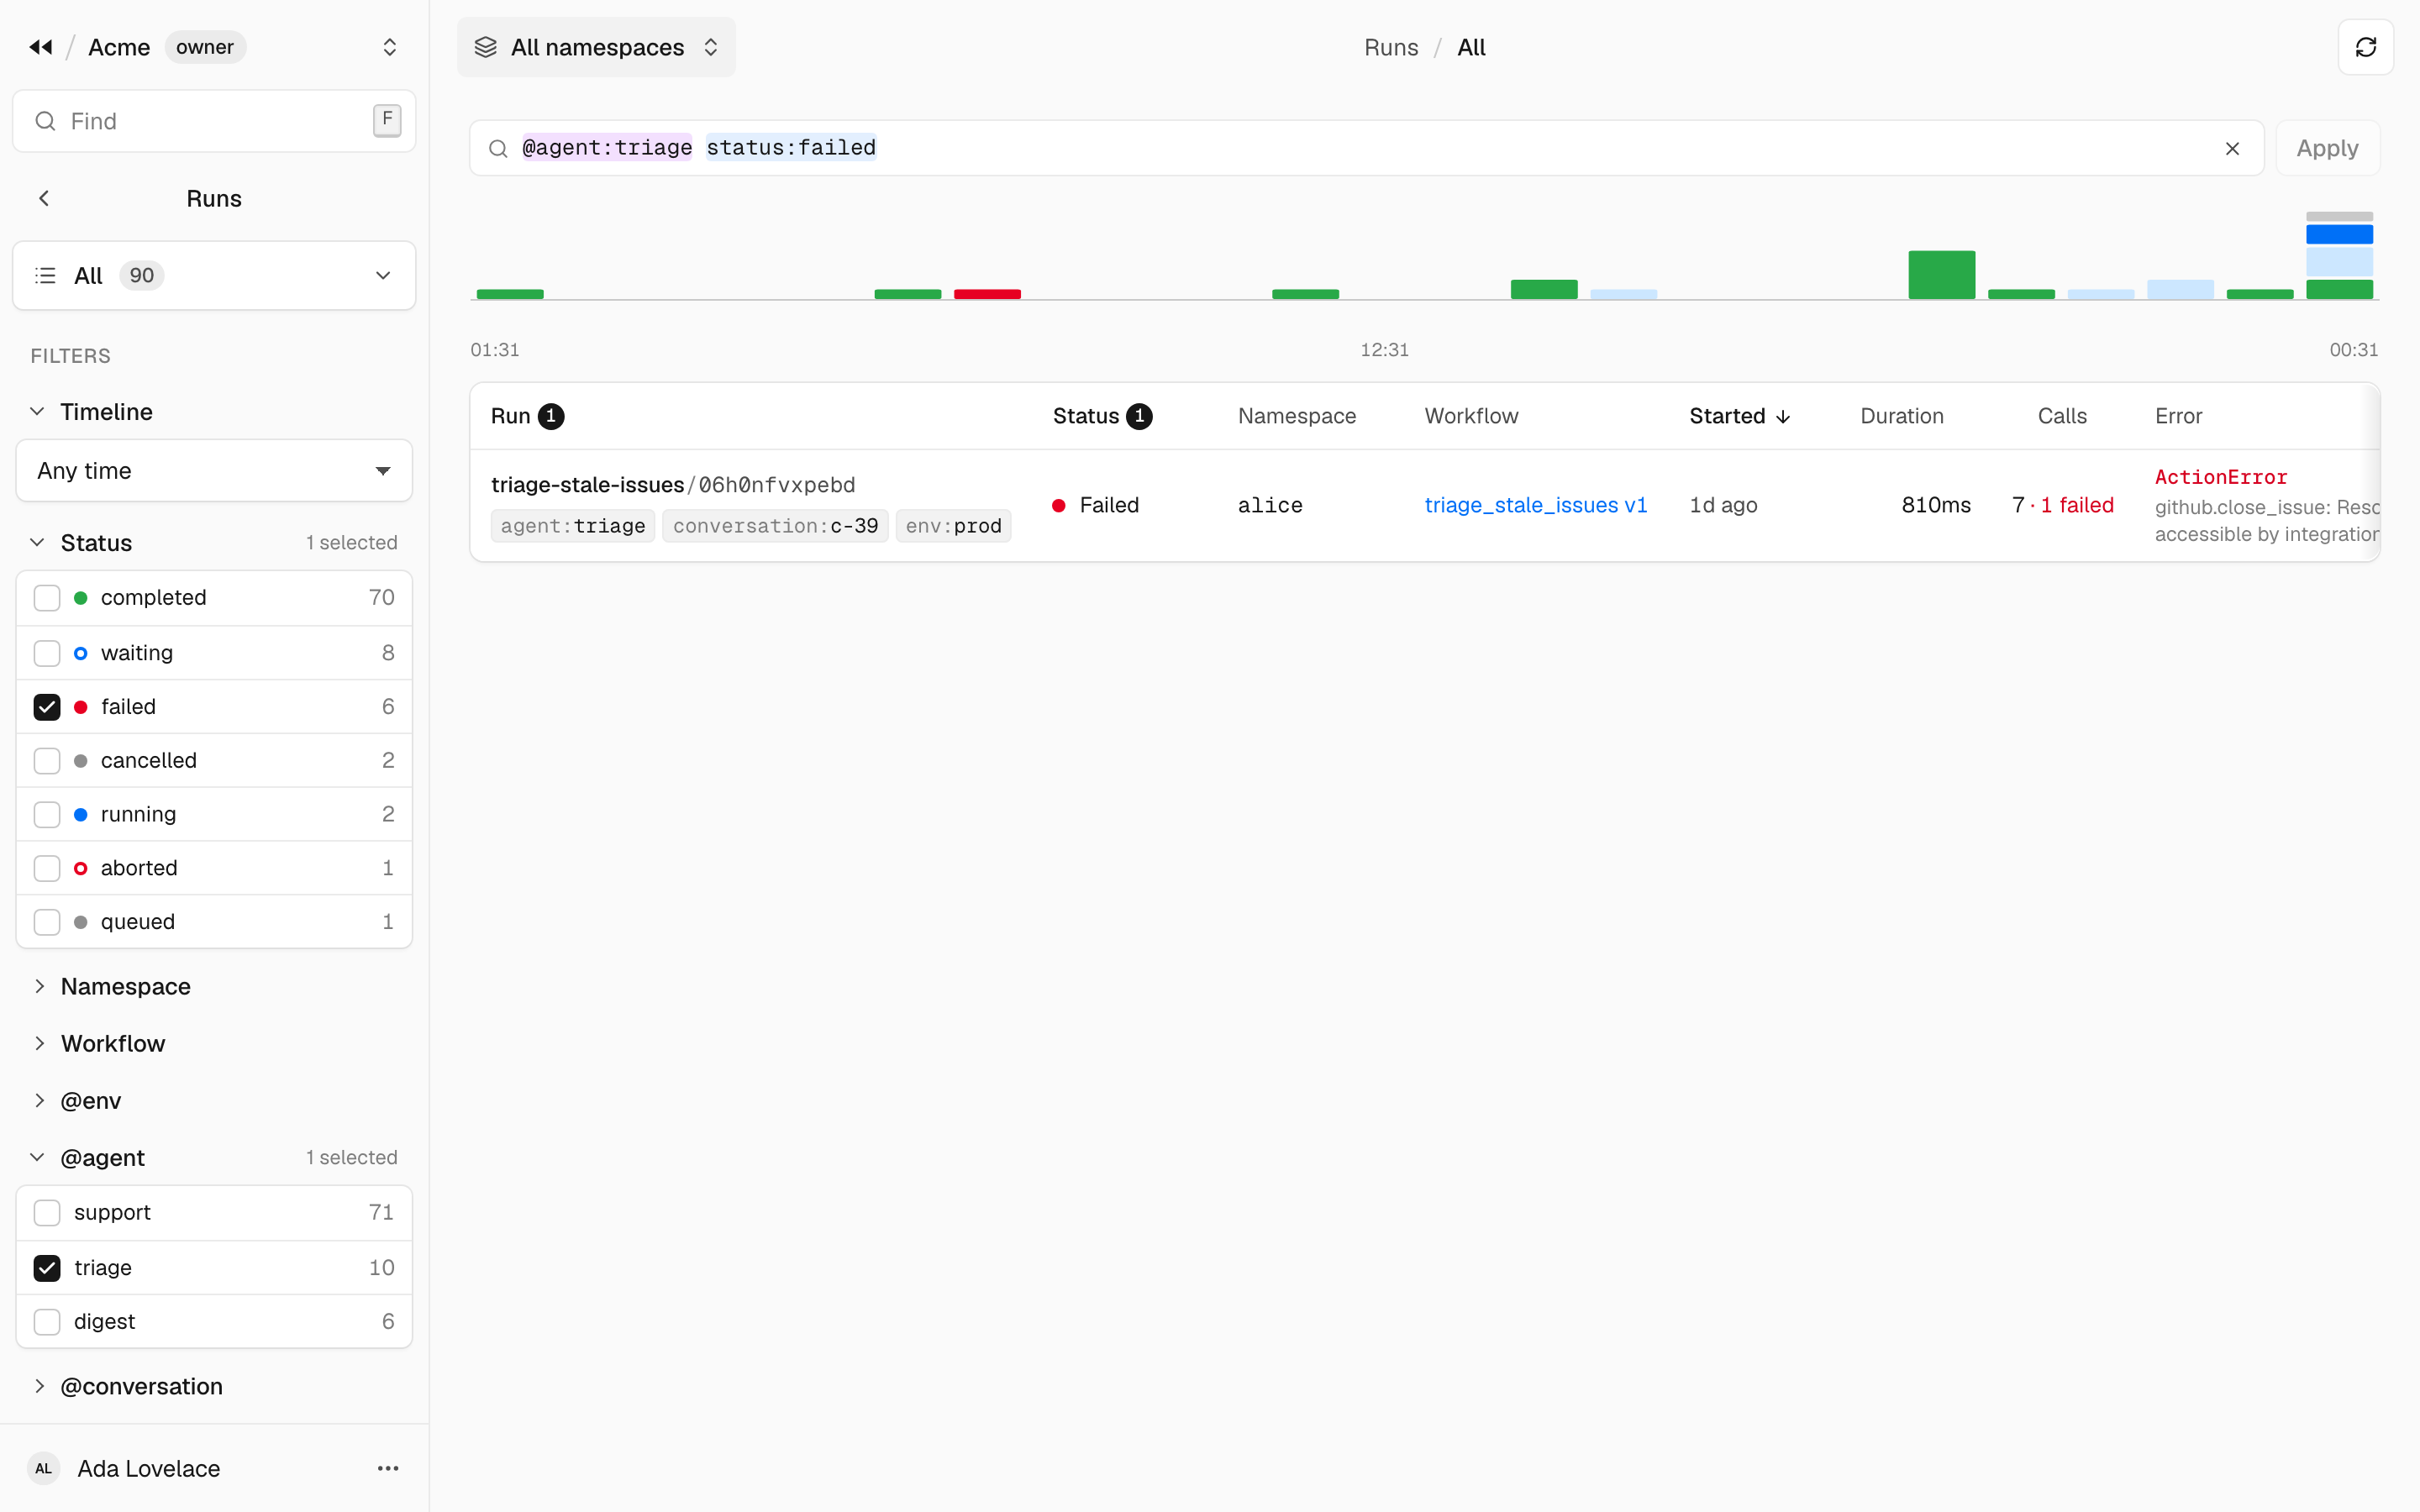 / Acme owner
Find F
Runs
All 90
FILTERS
Timeline
Any time
Status 1 selected
completed 70
waiting 8
failed 6
cancelled 2
running 2
aborted 1
queued 1
Namespace
Workflow
@env
@agent 1 selected
support 71
triage 10
digest 6
@conversation
AL Ada Lovelace
All namespaces
Runs / All
@agent:triage status:failed
Apply
01:31 12:31 00:31
Run 1 Status 1 Namespace Workflow Started ↓ Duration Calls Error
triage-stale-issues/06h0nfvxpebd
agent:triage conversation:c-39 env:prod
Failed alice triage_stale_issues v1 1d ago 810ms 7 · 1 failed
ActionError
github.close_issue: Resc
accessible by integration